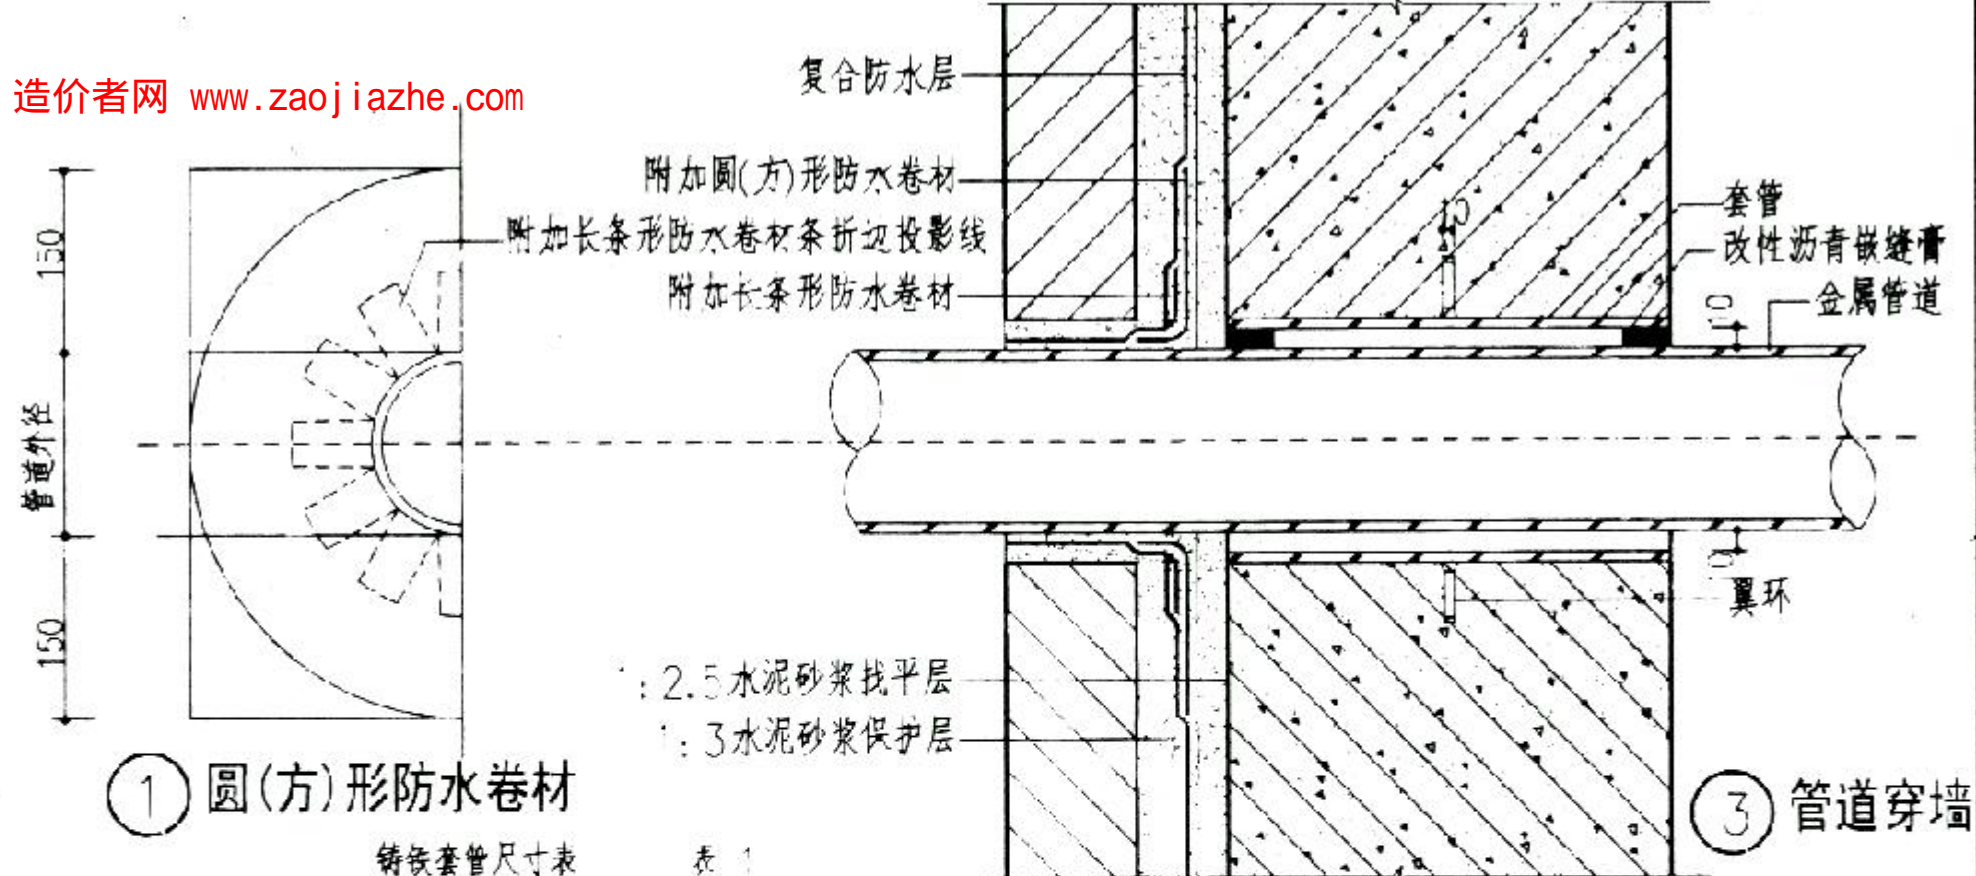 造价者网 www.zaojiazhe.com
复合防水层
附加圆(方)形防水卷材
附加长条形防水卷材条折边投影线
附加长条形防水卷材
套管
改性沥青嵌缝膏
金属管道
10
150
管道外径
150
10
翼环
1:2.5水泥砂浆找平层
1:3水泥砂浆保护层
1 圆(方)形防水卷材
3 管道穿墙
铸铁套管尺寸表 表 1